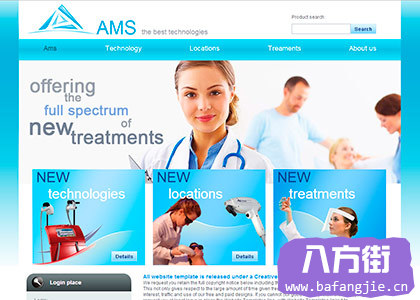 Product search
AMS the best technologies
Search
Ams Technology Locations Treaments About us
offering
the
full spectrum
of
new treatments
NEW
technologies
NEW
locations
NEW
treatments
Details
Details
Login place
All website template is released under a Creative
We request you retain the full copyright notice below including the
This not only gives respect to the large amount of time given freely
interest, traffic and use of our free and paid designs. If you cannot (for good
八方街
www.bafangjie.cn